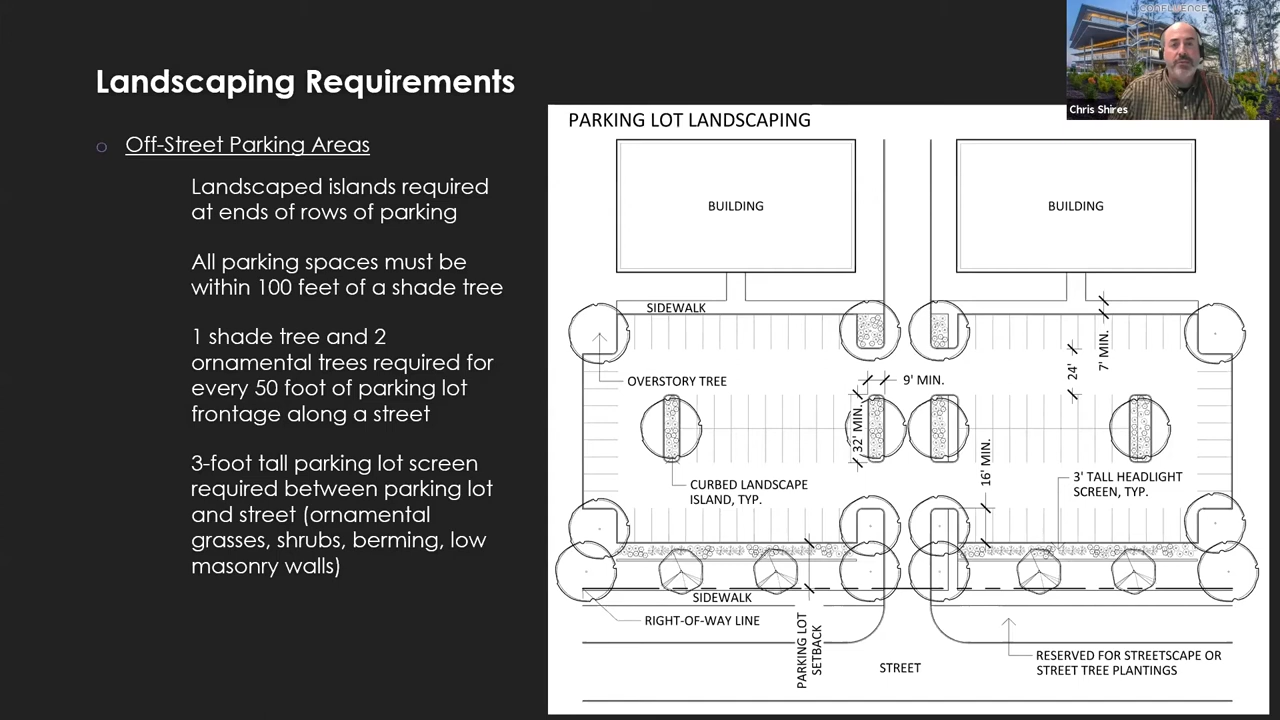 CONFLUENCE
Chris Shires
Landscaping Requirements
Off-Street Parking Areas
Landscaped islands required
at ends of rows of parking
All parking spaces must be
within 100 feet of a shade tree
1 shade tree and 2
ornamental trees required for
every 50 foot of parking lot
frontage along a street
3-foot tall parking lot screen
required between parking lot
and street (ornamental
grasses, shrubs, berming, low
masonry walls)
PARKING LOT LANDSCAPING
BUILDING
BUILDING
SIDEWALK
7' MIN.
24'
OVERSTORY TREE
9' MIN.
32' MIN.
16' MIN.
CURBED LANDSCAPE
ISLAND, TYP.
3' TALL HEADLIGHT
SCREEN, TYP.
SIDEWALK
RIGHT-OF-WAY LINE
PARKING LOT
SETBACK
STREET
RESERVED FOR STREETSCAPE OR
STREET TREE PLANTINGS